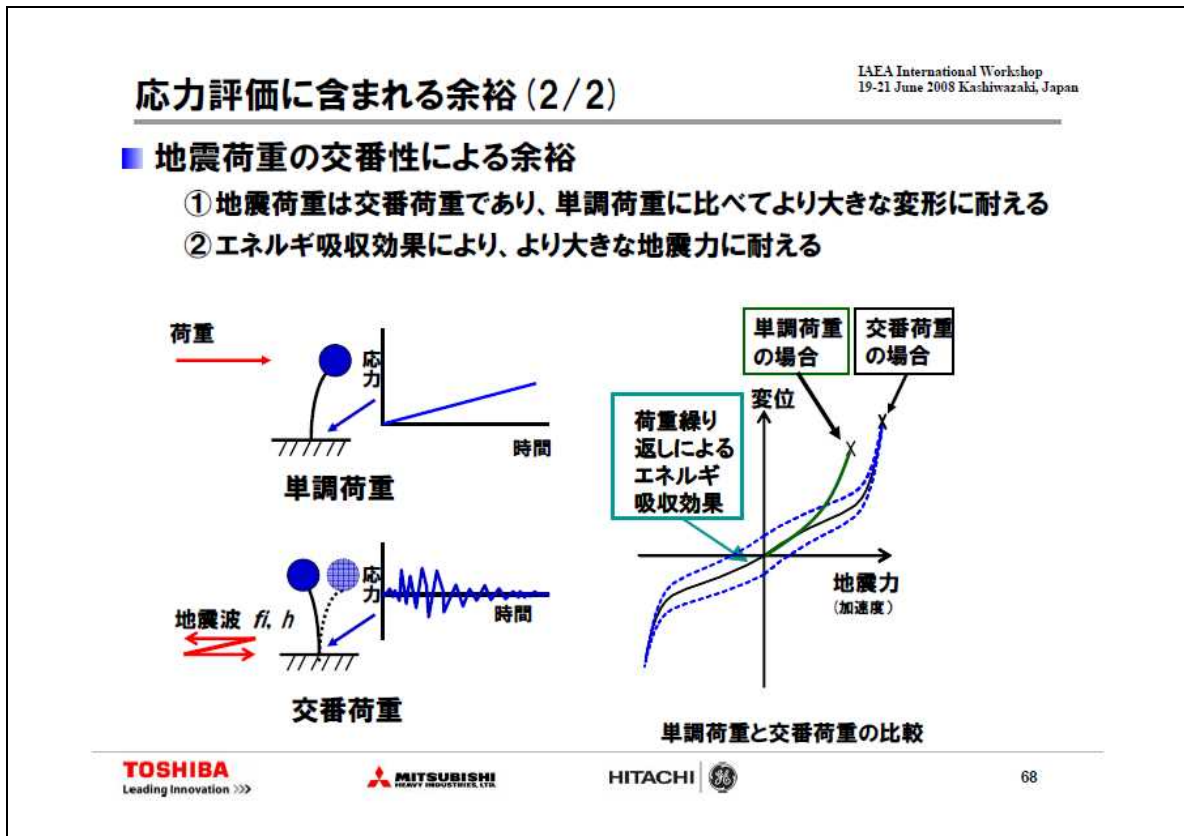 応力評価に含まれる余裕(2/2)
IAEA International Workshop
19-21 June 2008 Kashiwazaki, Japan
地震荷重の交番性による余裕
①地震荷重は交番荷重であり、単調荷重に比べてより大きな変形に耐える
②エネルギ吸収効果により、より大きな地震力に耐える
荷重
応力
時間
単調荷重
地震波 fi, h
応力
時間
交番荷重
単調荷重
の場合
交番荷重
の場合
変位
荷重繰り
返しによる
エネルギ
吸収効果
地震力
(加速度)
単調荷重と交番荷重の比較
TOSHIBA
Leading Innovation >>>
MITSUBISHI
HEAVY INDUSTRIES, LTD.
HITACHI
68